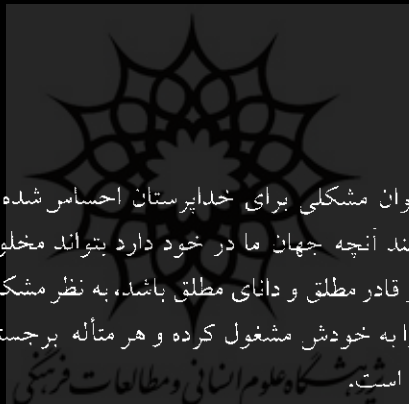 وان مشکلی برای خداپرستان احساس شده
ند آنچه جهان ما در خود دارد بتواند مخلو
قادر مطلق و دانای مطلق باشد، به نظر مشک
ا به خودش مشغول کرده و هر متأله برجست
است.
پژوهشگاه علوم انسانی و مطالعات فرهنگی